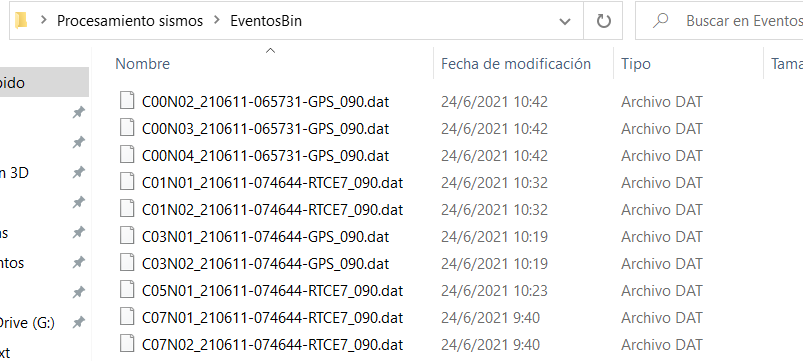 Procesamiento sismos > EventosBin
Buscar en Eventos
Nombre Fecha de modificación Tipo Tama
C00N02_210611-065731-GPS_090.dat 24/6/2021 10:42 Archivo DAT
C00N03_210611-065731-GPS_090.dat 24/6/2021 10:42 Archivo DAT
C00N04_210611-065731-GPS_090.dat 24/6/2021 10:42 Archivo DAT
C01N01_210611-074644-RTCE7_090.dat 24/6/2021 10:32 Archivo DAT
C01N02_210611-074644-RTCE7_090.dat 24/6/2021 10:32 Archivo DAT
C03N01_210611-074644-GPS_090.dat 24/6/2021 10:19 Archivo DAT
C03N02_210611-074644-GPS_090.dat 24/6/2021 10:19 Archivo DAT
C05N01_210611-074644-RTCE7_090.dat 24/6/2021 10:23 Archivo DAT
C07N01_210611-074644-RTCE7_090.dat 24/6/2021 9:40 Archivo DAT
C07N02_210611-074644-RTCE7_090.dat 24/6/2021 9:40 Archivo DAT
pido
n 3D
as
ntos
Drive (G:)
xt